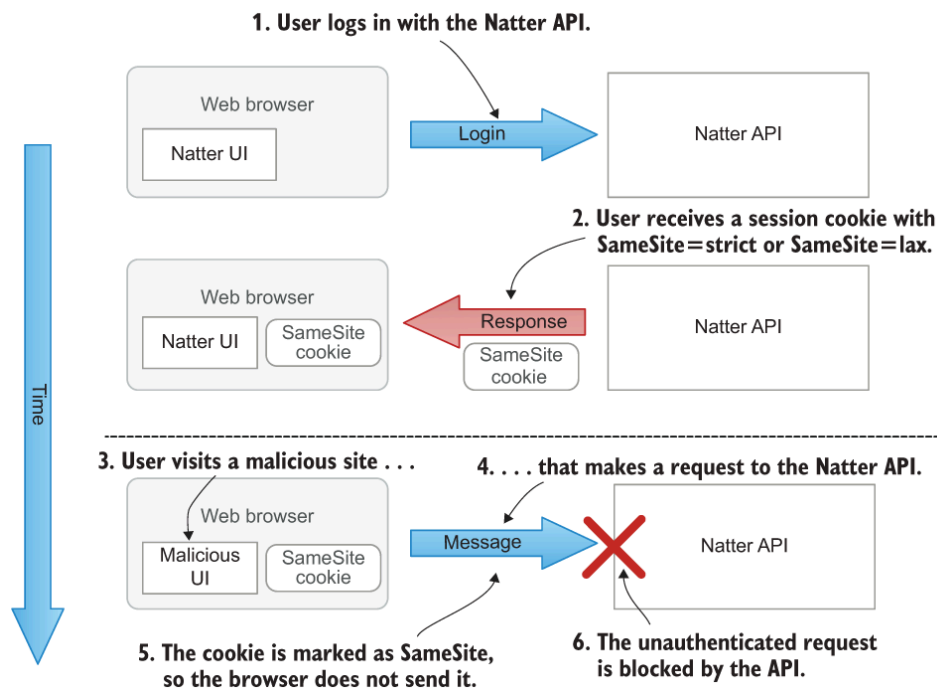 1. User logs in with the Natter API.
Web browser
Natter UI
Login
Natter API
2. User receives a session cookie with
SameSite=strict or SameSite=lax.
Web browser
Natter UI
SameSite
cookie
Response
SameSite
cookie
Natter API
Time
3. User visits a malicious site . . .
4. . . . that makes a request to the Natter API.
Web browser
Malicious
UI
SameSite
cookie
Message
Natter API
5. The cookie is marked as SameSite,
so the browser does not send it.
6. The unauthenticated request
is blocked by the API.